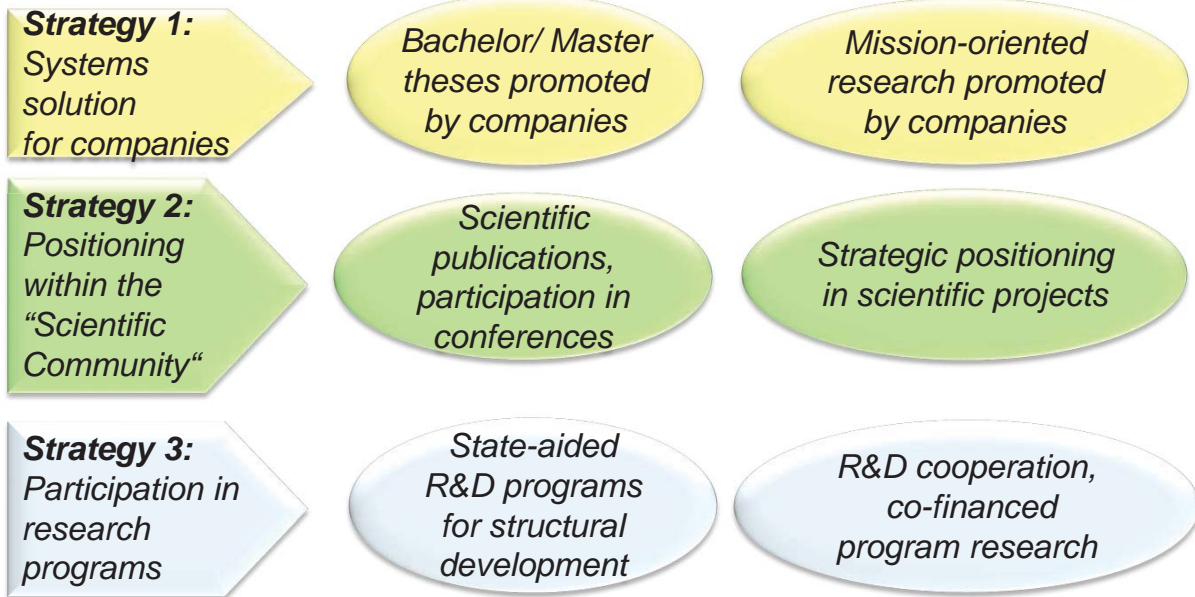 Strategy 1:
Systems
solution
for companies
Bachelor/ Master
theses promoted
by companies
Mission-oriented
research promoted
by companies
Strategy 2:
Positioning
within the
“Scientific
Community“
Scientific
publications,
participation in
conferences
Strategic positioning
in scientific projects
Strategy 3:
Participation in
research
programs
State-aided
R&D programs
for structural
development
R&D cooperation,
co-financed
program research